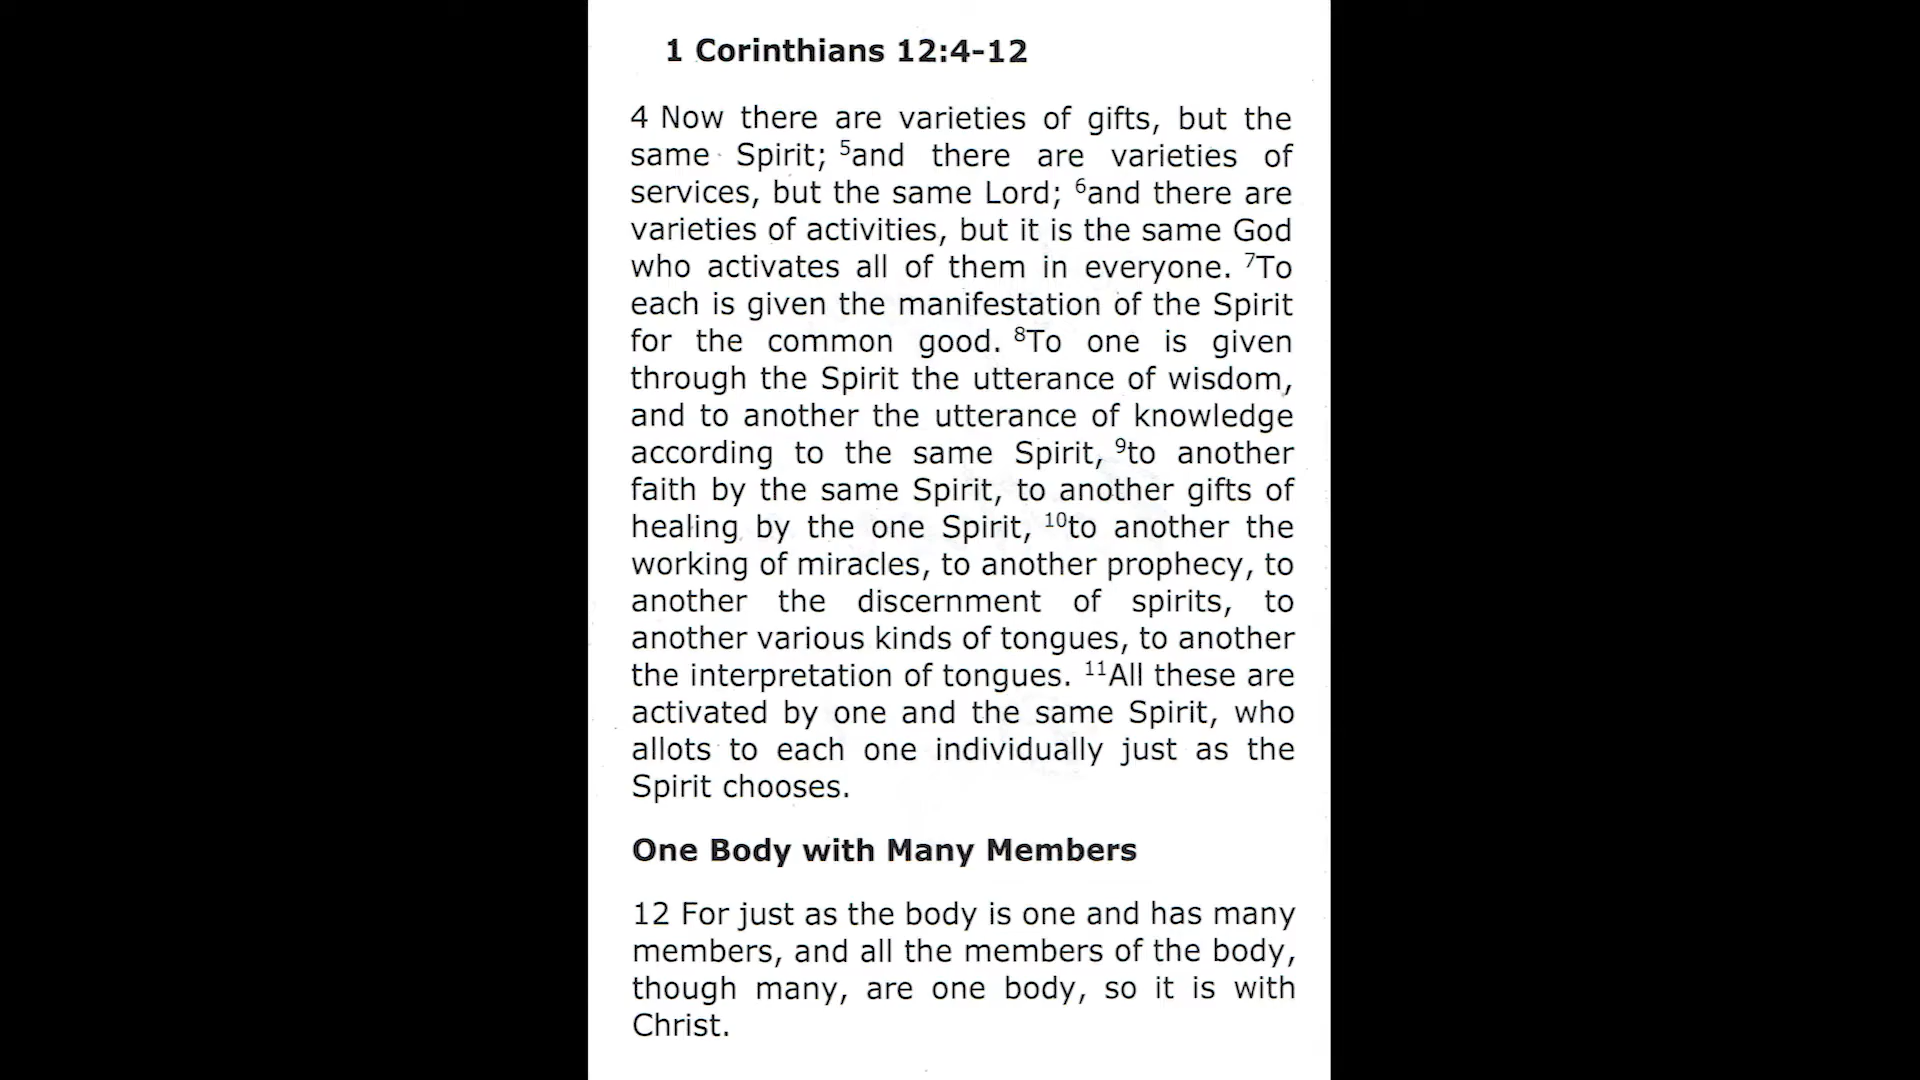 1 Corinthians 12:4-12
4 Now there are varieties of gifts, but the
same Spirit; ⁵and there are varieties of
services, but the same Lord; ⁶and there are
varieties of activities, but it is the same God
who activates all of them in everyone. ⁷To
each is given the manifestation of the Spirit
for the common good. ⁸To one is given
through the Spirit the utterance of wisdom,
and to another the utterance of knowledge
according to the same Spirit, ⁹to another
faith by the same Spirit, to another gifts of
healing by the one Spirit, ¹⁰to another the
working of miracles, to another prophecy, to
another the discernment of spirits, to
another various kinds of tongues, to another
the interpretation of tongues. ¹¹All these are
activated by one and the same Spirit, who
allots to each one individually just as the
Spirit chooses.
One Body with Many Members
12 For just as the body is one and has many
members, and all the members of the body,
though many, are one body, so it is with
Christ.